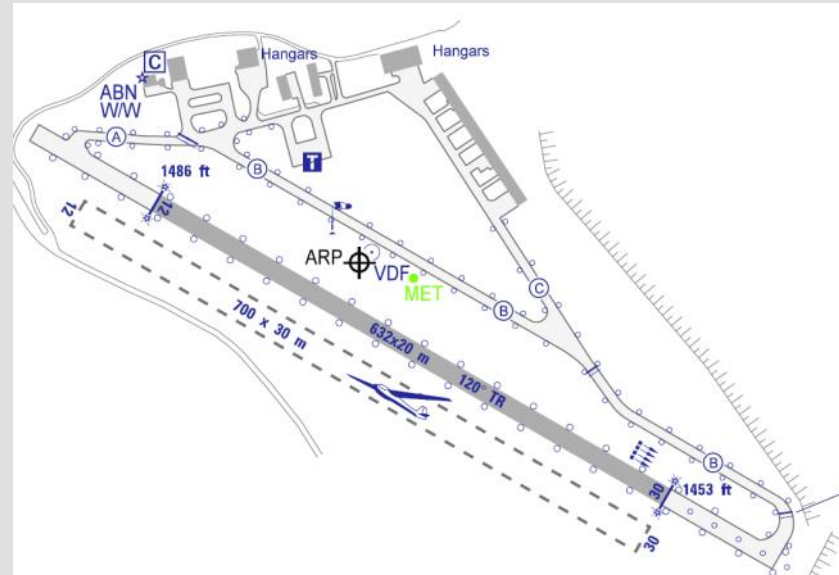 Hangars
Hangars
C
ABN
W/W
A
T
1486 ft
B
12
12
ARP
VDF
MET
C
B
700 x 30 m
632x20 m
120° TR
B
30
1453 ft
30